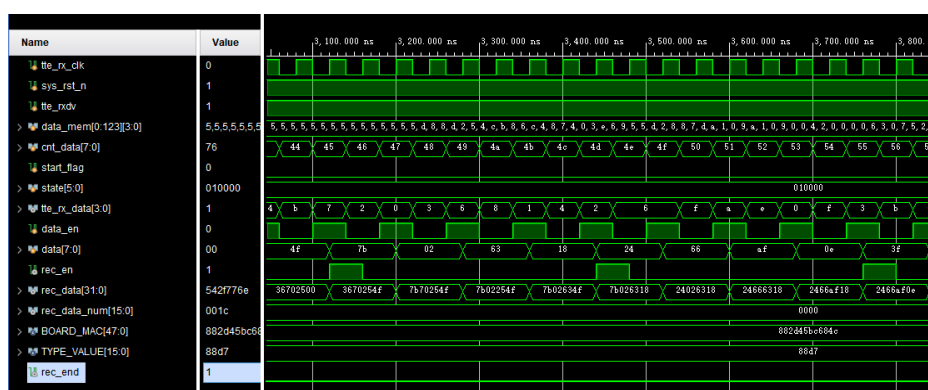 Name Value 3,100.000 ns 3,200.000 ns 3,300.000 ns 3,400.000 ns 3,500.000 ns 3,600.000 ns 3,700.000 ns 3,800.
tte_rx_clk 0
sys_rst_n 1
tte_rxdv 1
data_mem[0:123][3:0] 5,5,5,5,5,5 5,5,5,5,5,5,5,5,5,5,5,5,5,5,5,d,8,8,d,2,5,4,c,b,8,6,c,4,8,7,4,0,3,e,6,9,5,5,d,2,8,8,7,d,a,1,0,9,a,1,0,9,0,0,4,2,0,0,0,0,6,3,0,7,5,2,
cnt_data[7:0] 76 44 45 46 47 48 49 4a 4b 4c 4d 4e 4f 50 51 52 53 54 55 56
start_flag 0
state[5:0] 010000 010000
tte_rx_data[3:0] 1 4 b 7 2 0 3 6 8 1 4 2 6 f a e 0 f 3 b
data_en 0
data[7:0] 00 4f 7b 02 63 18 24 66 af 0e 3f
rec_en 1
rec_data[31:0] 542f776e 36702500 3670254f 7b70254f 7b02254f 7b02634f 7b026318 24026318 24666318 2466af18 2466af0e
rec_data_num[15:0] 001c 0000
BOARD_MAC[47:0] 882d45bc68 882d45bc684c
TYPE_VALUE[15:0] 88d7 88d7
rec_end 1